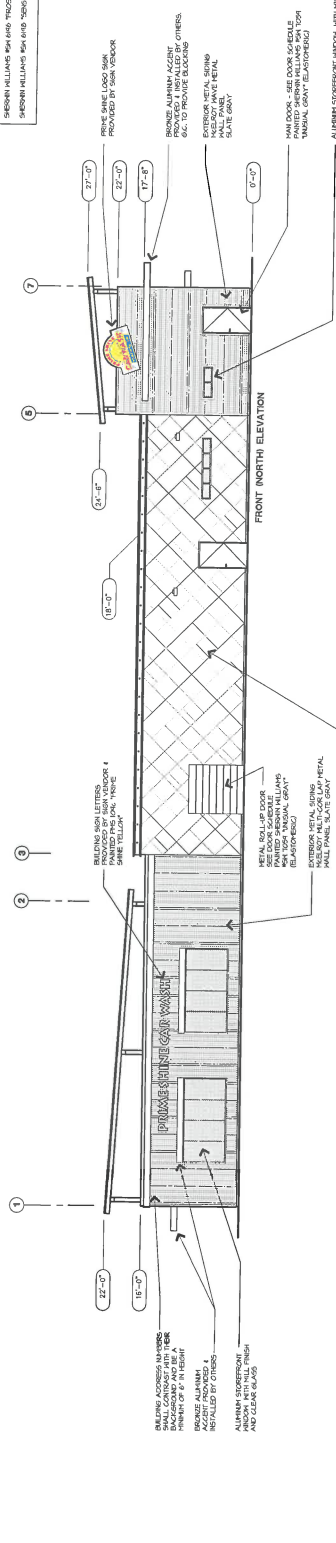 SHERWIN WILLIAMS #SW 6196 "FROS
SHERWIN WILLIAMS #SW
PRIME SHINE LOGO SIGN
PROVIDED BY SIGN VENDOR
BRONZE ALUMINUM ACCENT
PROVIDED & INSTALLED BY OTHERS.
G.C. TO PROVIDE BLOCKING
EXTERIOR METAL SIDING
McELROY WAVE METAL
WALL PANEL
SLATE GRAY
MAN DOOR - SEE DOOR SCHEDULE
PAINTED SHERWIN WILLIAMS #SW 7059
"UNUSUAL GRAY" (ELASTOMERIC)
27'-0"
22'-0"
17'-8"
0'-0"
7
5
24'-6"
18'-0"
FRONT (NORTH) ELEVATION
BUILDING SIGN LETTERS
PROVIDED BY SIGN VENDOR &
PAINTED PMS "PRIME
SHINE YELLOW"
3
2
1
METAL ROLL-UP DOOR
SEE DOOR SCHEDULE
PAINTED SHERWIN WILLIAMS
#SW 7059 "UNUSUAL GRAY"
(ELASTOMERIC)
EXTERIOR METAL SIDING
McELROY MULTI-COR LAP METAL
WALL PANEL SLATE GRAY
PRIME SHINE CAR WASH
22'-0"
16'-0"
BUILDING ADDRESS NUMBERS
SHALL CONTRAST WITH THEIR
BACKGROUND AND BE A
MINIMUM OF 6" IN HEIGHT
BRONZE ALUMINUM
ACCENT PROVIDED &
INSTALLED BY OTHERS
ALUMINUM STOREFRONT
WINDOW WITH MILL FINISH
AND CLEAR GLASS